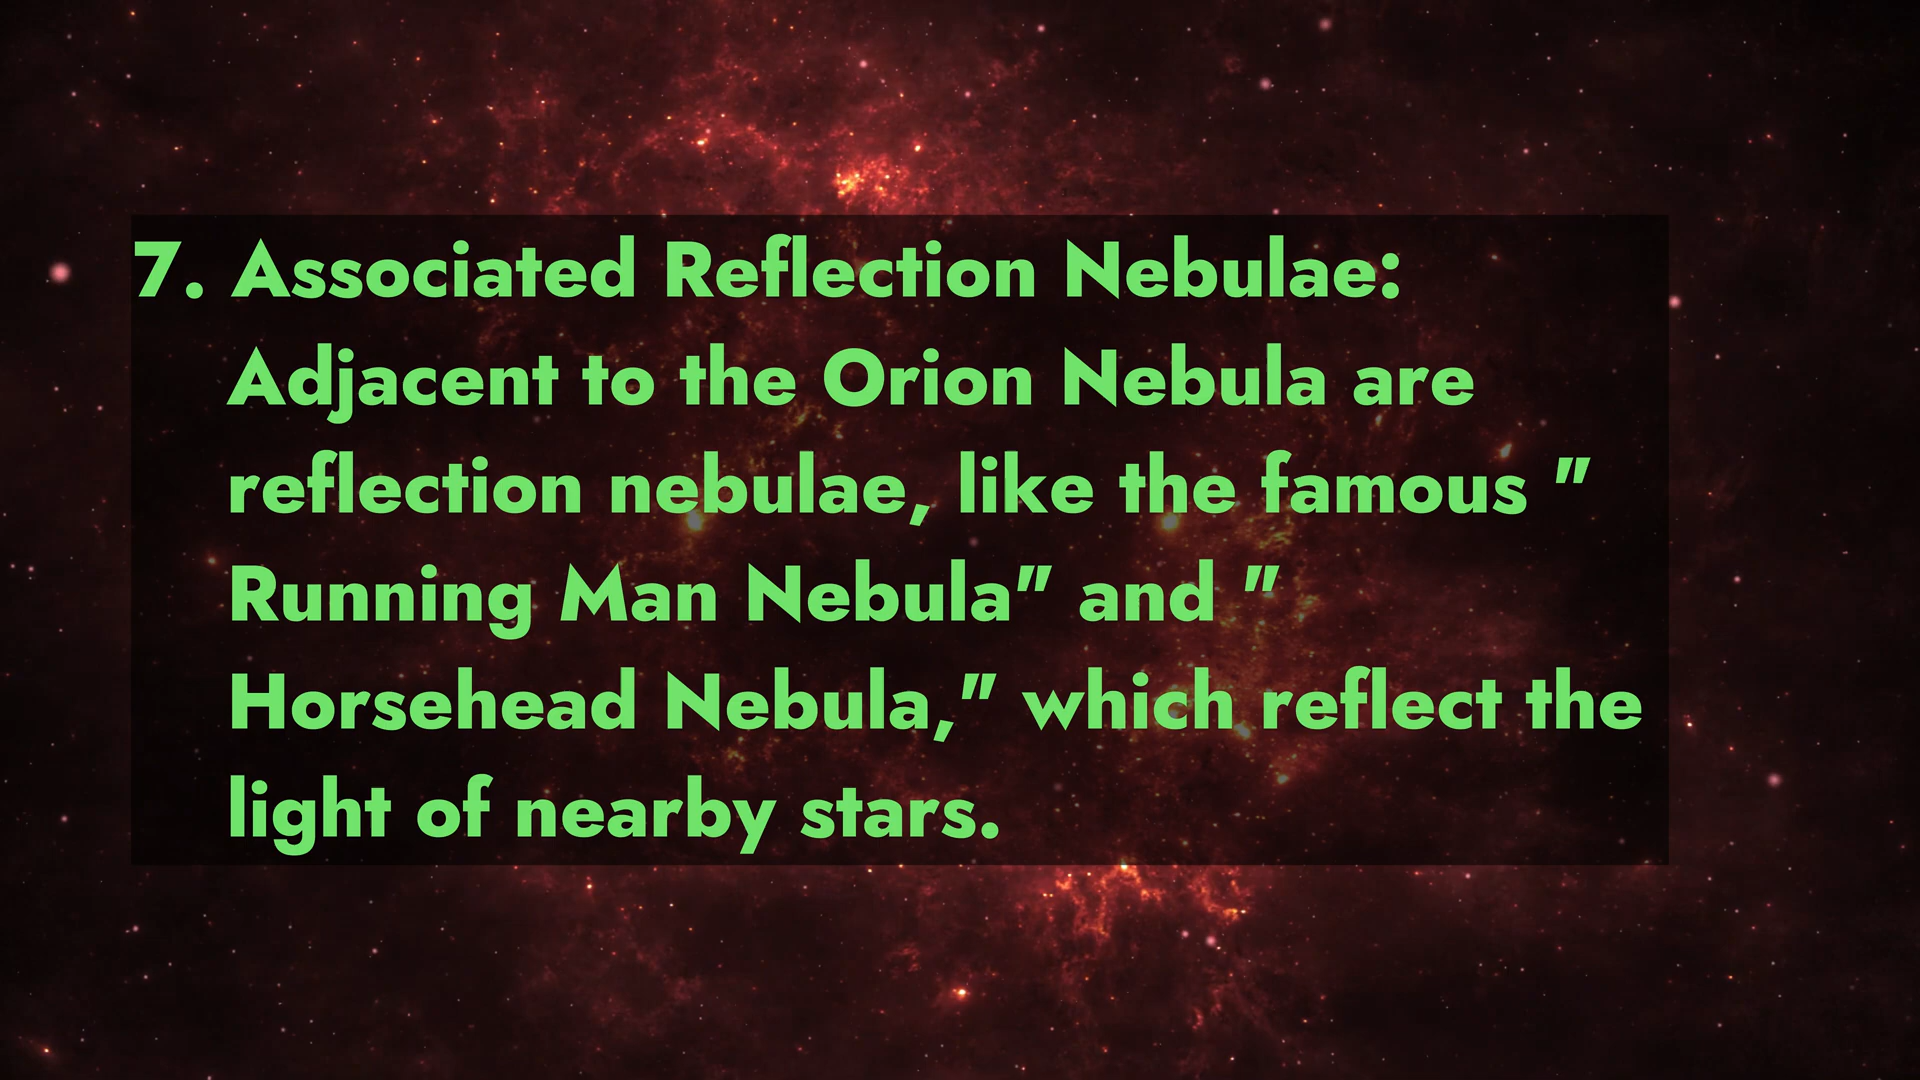 7. Associated Reflection Nebulae:
Adjacent to the Orion Nebula are
reflection nebulae, like the famous "
Running Man Nebula" and "
Horsehead Nebula," which reflect the
light of nearby stars.